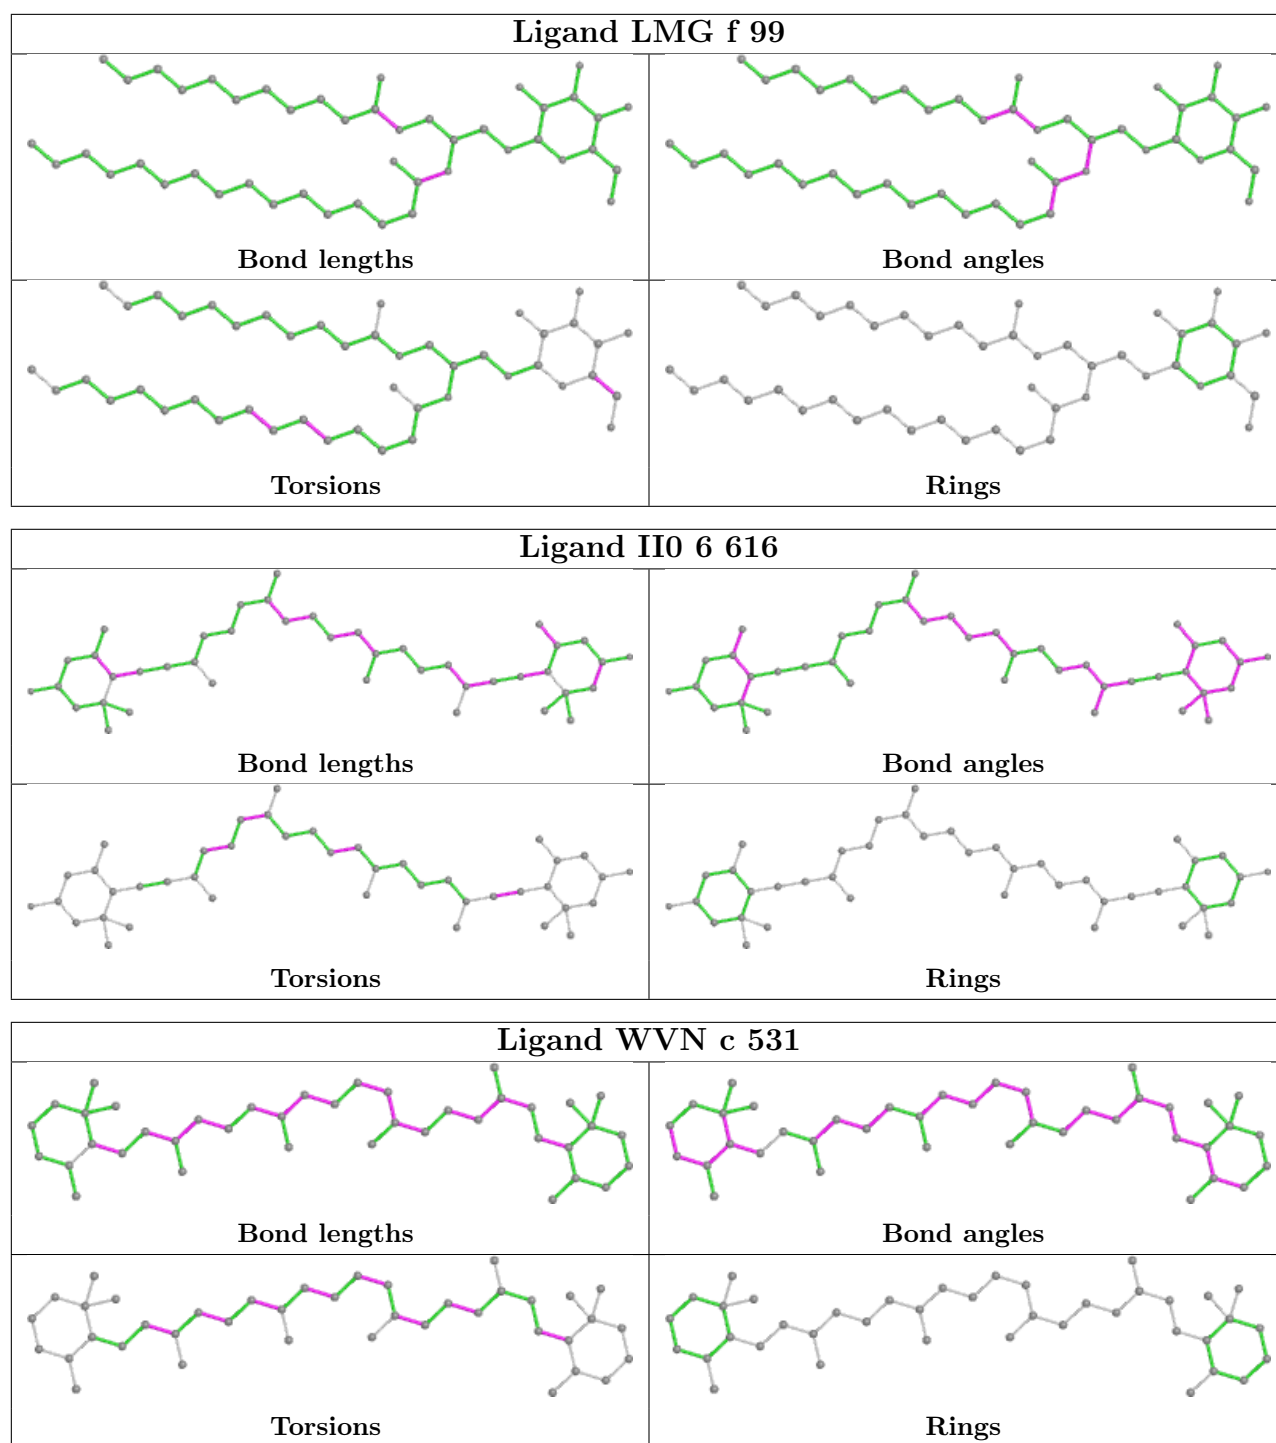 Ligand LMG f 99
Bond lengths
Bond angles
Torsions
Rings
Ligand II0 6 616
Bond lengths
Bond angles
Torsions
Rings
Ligand WVN c 531
Bond lengths
Bond angles
Torsions
Rings